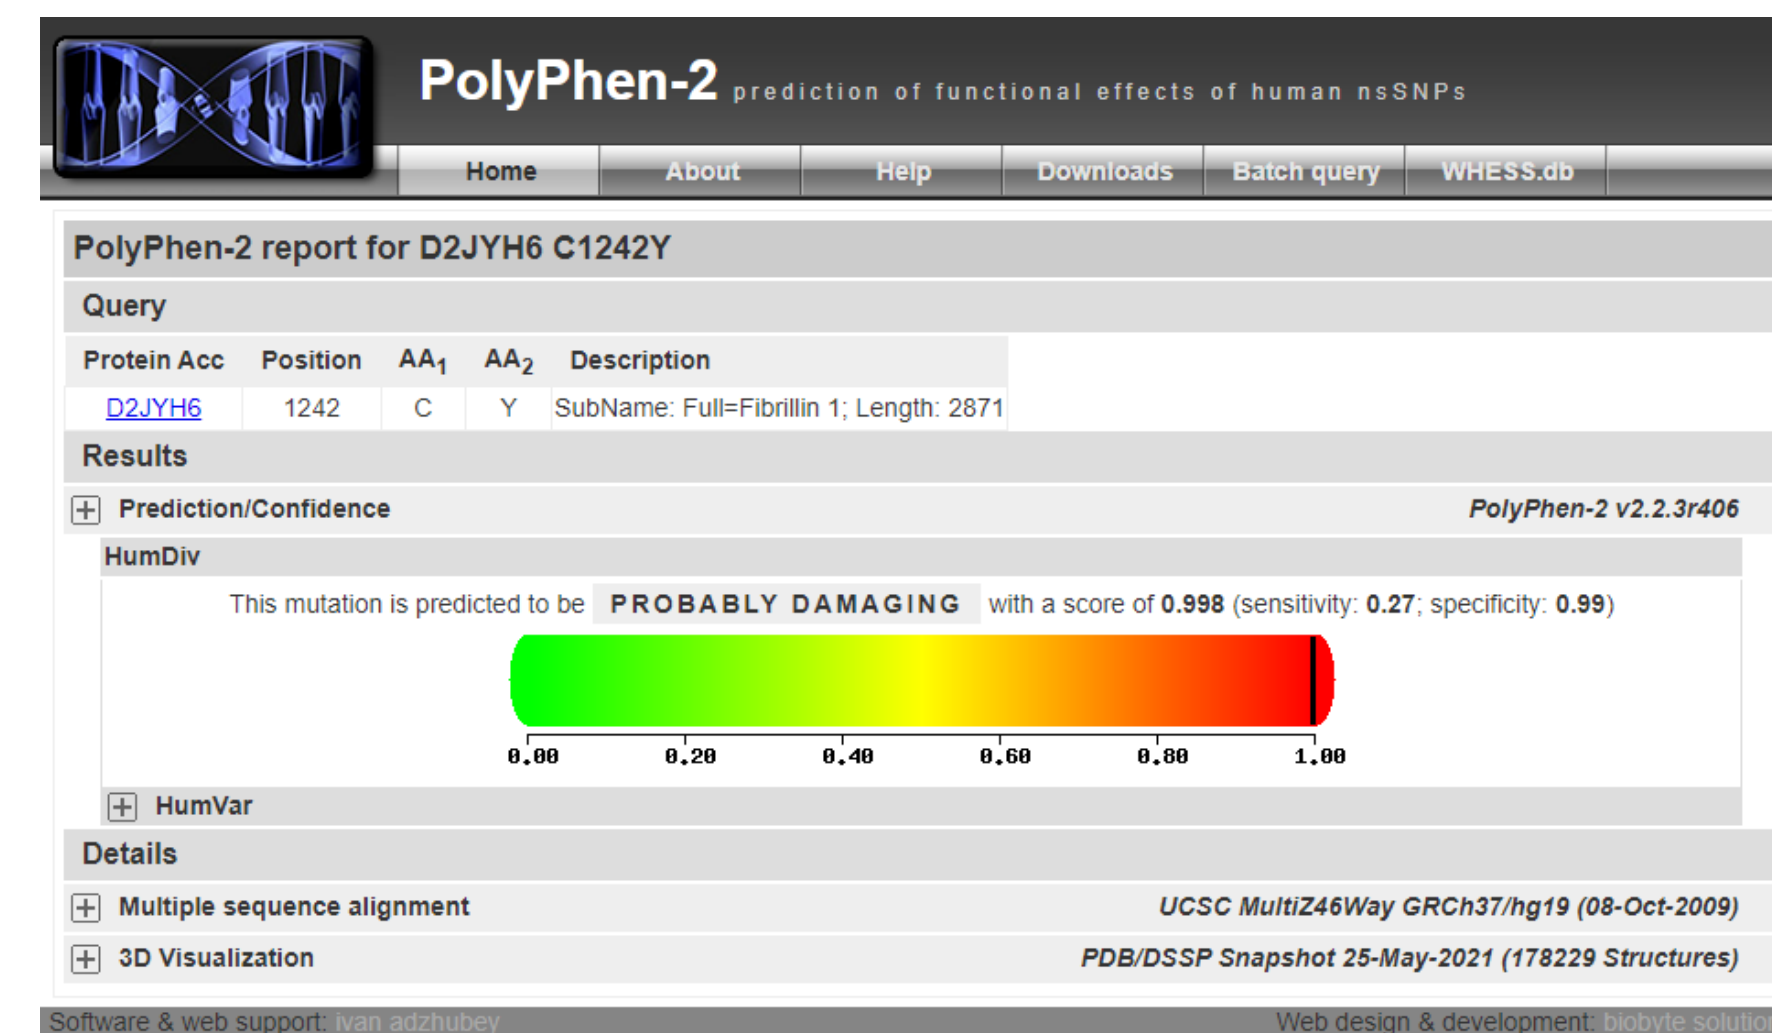 PolyPhen-2 prediction of functional effects of human nsSNPs
Home About Help Downloads Batch query WHESS.db
PolyPhen-2 report for D2JYH6 C1242Y
Query
Protein Acc Position AA1 AA2 Description
D2JYH6 1242 C Y SubName: Full=Fibrillin 1; Length: 2871
Results
Prediction/Confidence PolyPhen-2 v2.2.3r406
HumDiv
This mutation is predicted to be PROBABLY DAMAGING with a score of 0.998 (sensitivity: 0.27; specificity: 0.99)
0.00 0.20 0.40 0.60 0.80 1.00
HumVar
Details
Multiple sequence alignment UCSC MultiZ46Way GRCh37/hg19 (08-Oct-2009)
3D Visualization PDB/DSSP Snapshot 25-May-2021 (178229 Structures)
Software & web support: ivan adzhubey Web design & development: biobyte solution